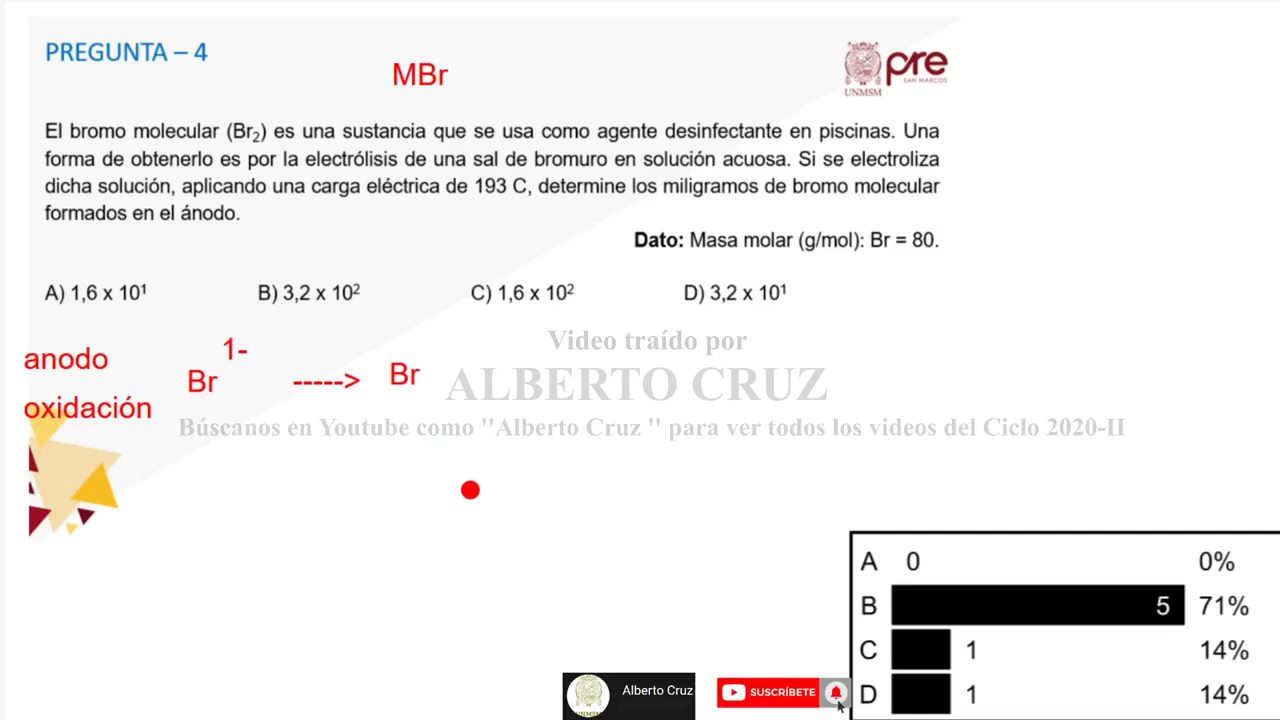 PREGUNTA – 4
MBr
pre
SAN MARCOS
UNMSM
El bromo molecular (Br₂) es una sustancia que se usa como agente desinfectante en piscinas. Una
forma de obtenerlo es por la electrólisis de una sal de bromuro en solución acuosa. Si se electroliza
dicha solución, aplicando una carga eléctrica de 193 C, determine los miligramos de bromo molecular
formados en el ánodo.
Dato: Masa molar (g/mol): Br = 80.
A) 1,6 x 10¹ B) 3,2 x 10² C) 1,6 x 10² D) 3,2 x 10¹
Video traído por
ALBERTO CRUZ
Búscanos en Youtube como "Alberto Cruz " para ver todos los videos del Ciclo 2020-II
anodo
oxidación
1-
Br -----> Br
A 0 0%
B 5 71%
C 1 14%
D 1 14%
UNMSM
Alberto Cruz
SUSCRÍBETE